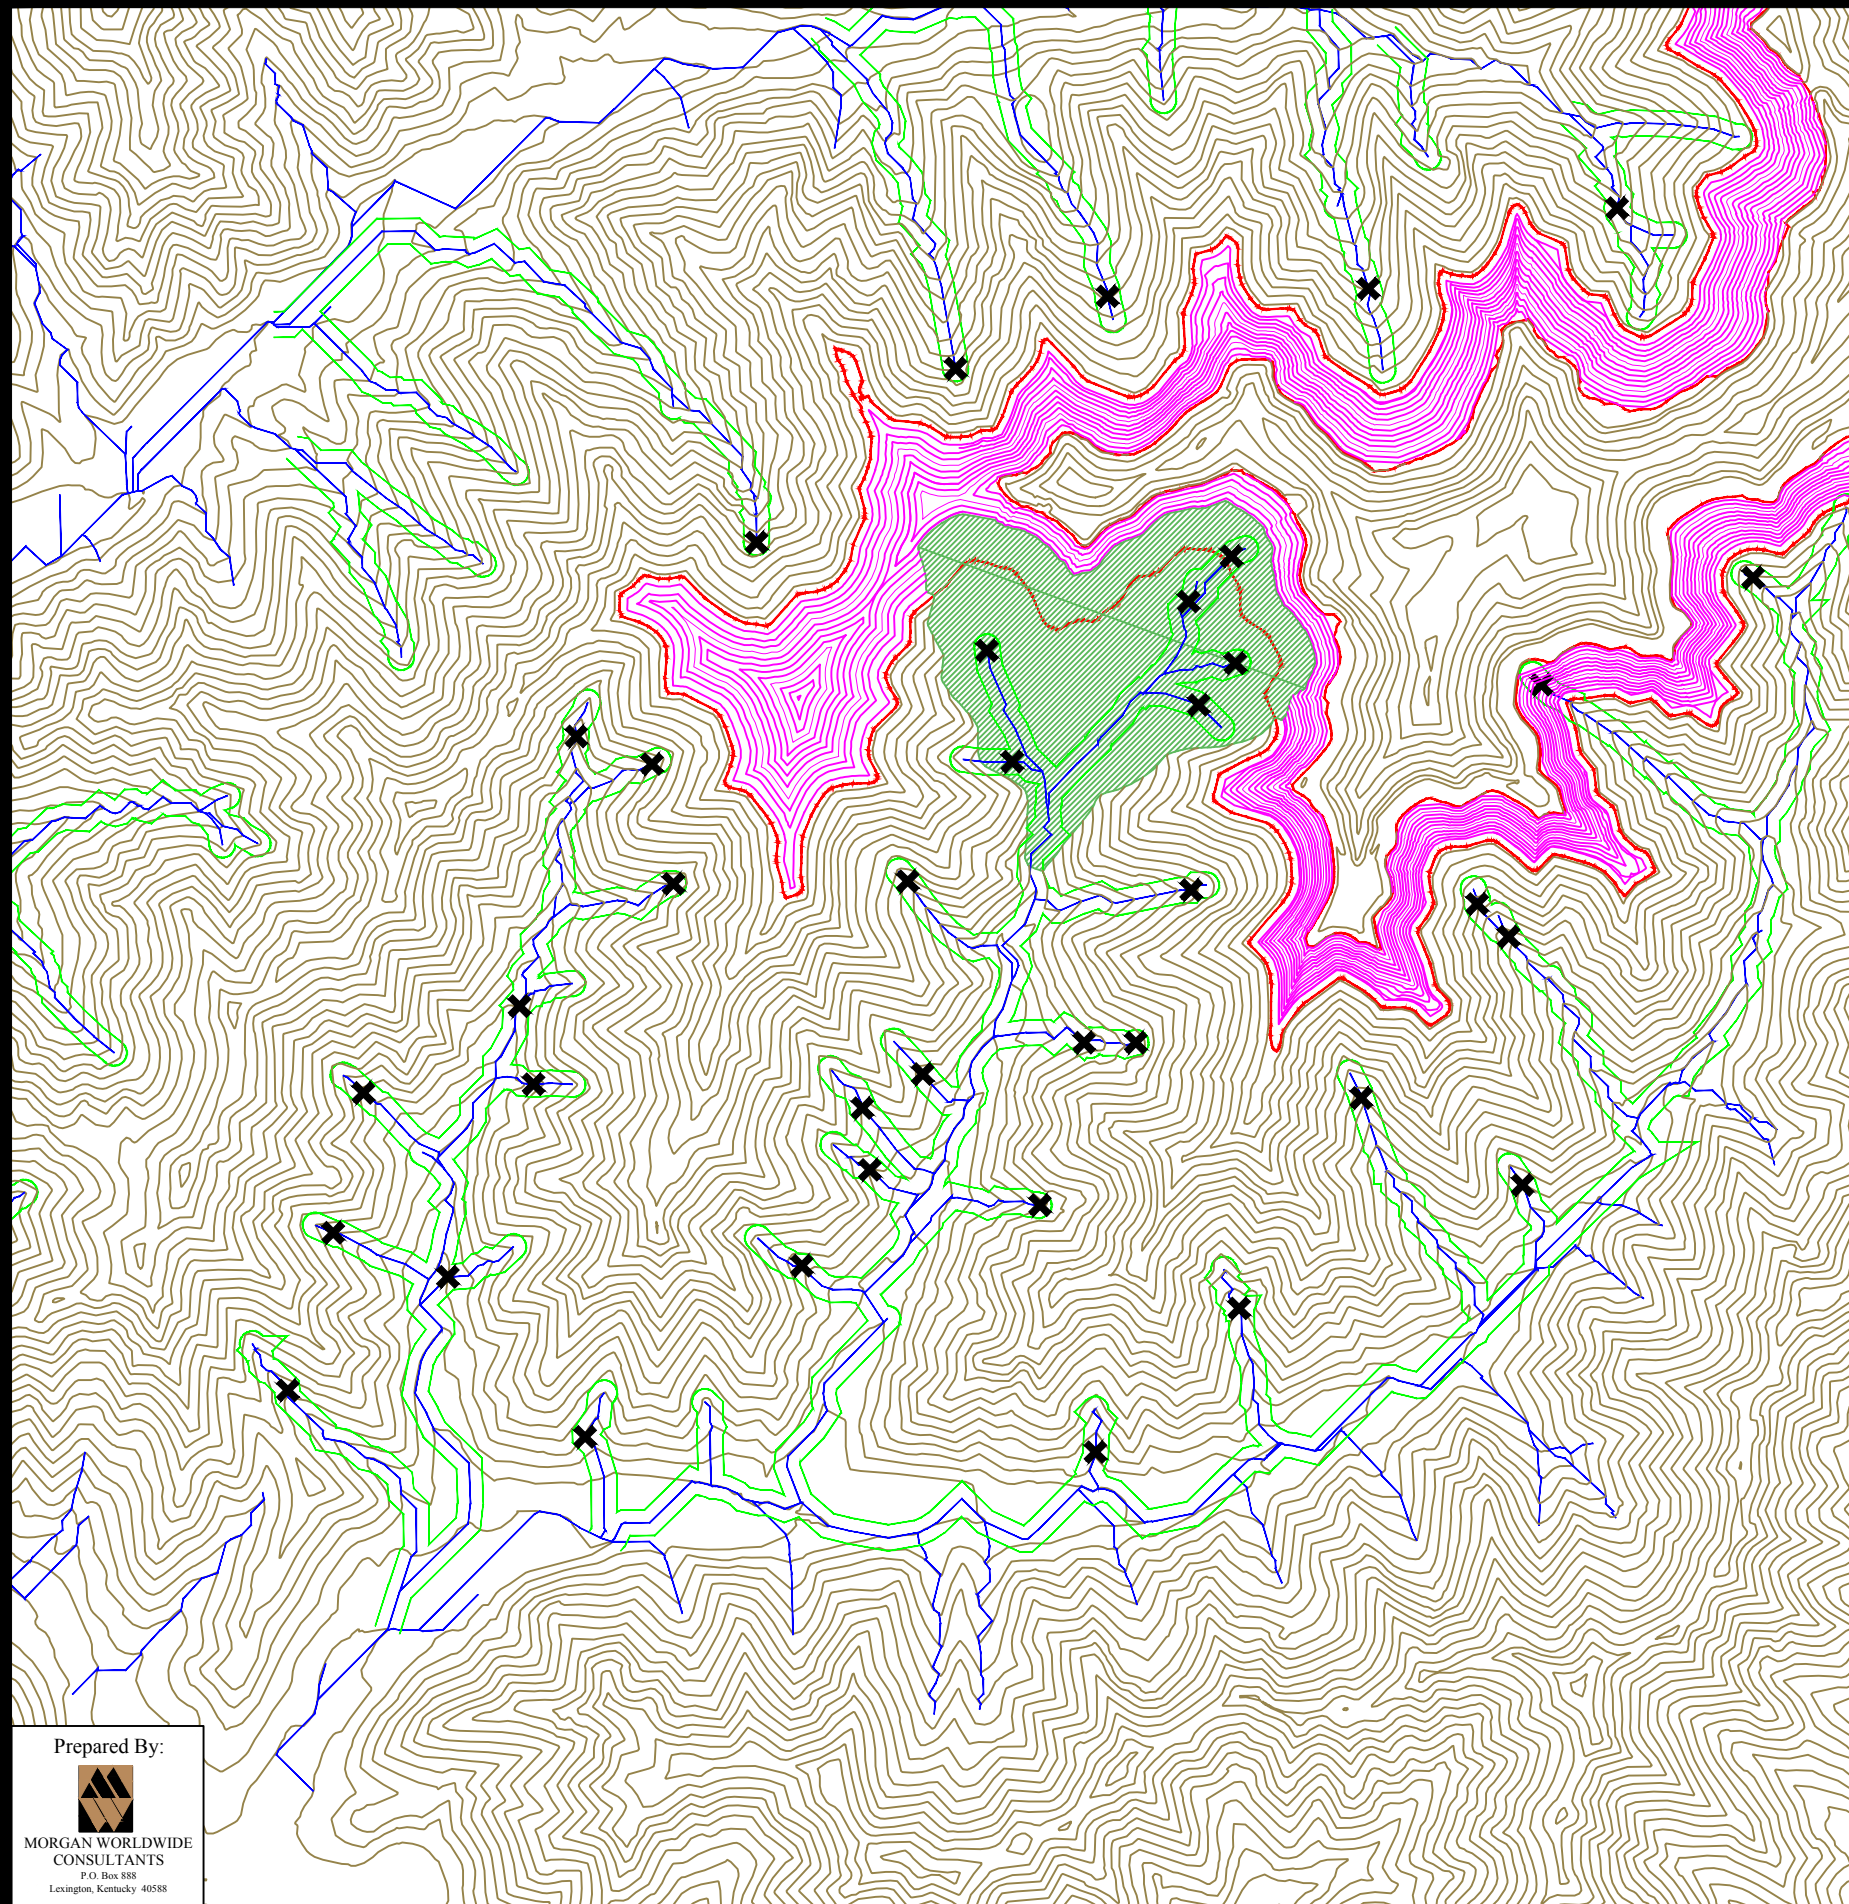 Prepared By:
MORGAN WORLDWIDE
CONSULTANTS
P.O. Box 888
Lexington, Kentucky 40588